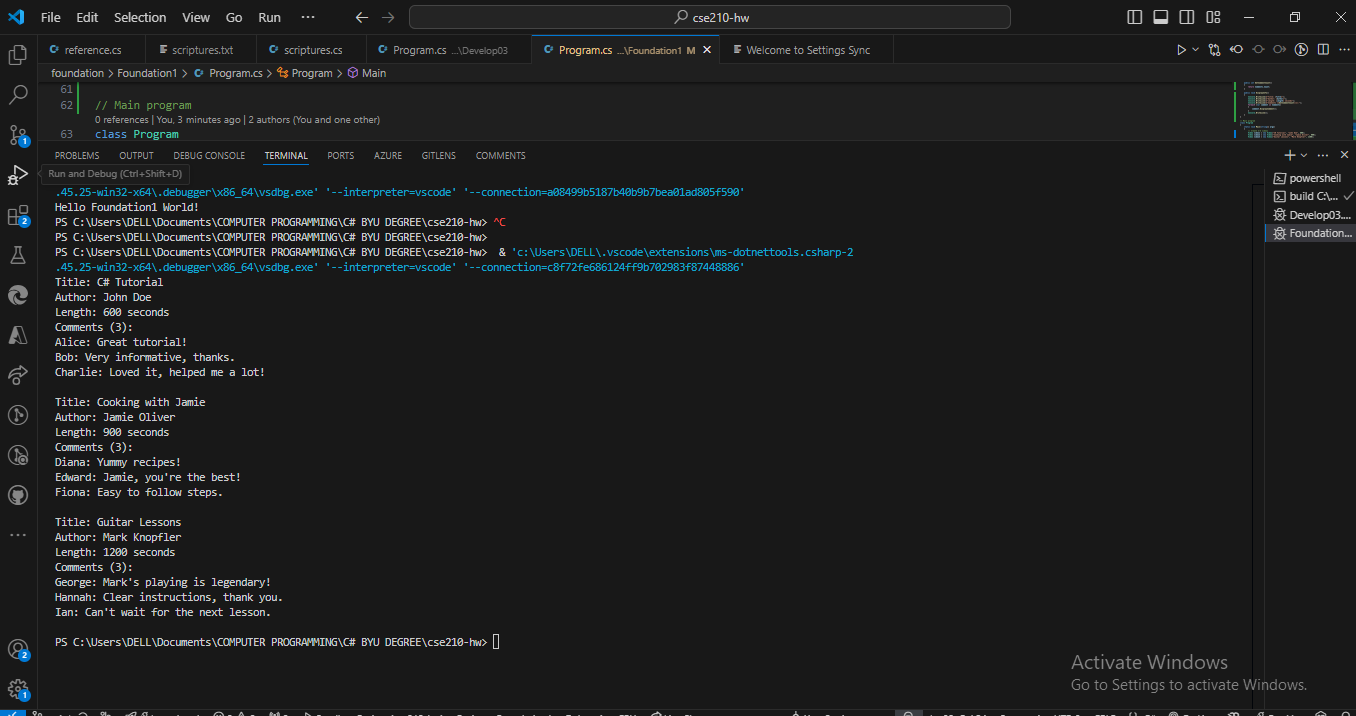 File Edit Selection View Go Run ··· cse210-hw
reference.cs scriptures.txt scriptures.cs Program.cs ...\Develop03 Program.cs ...\Foundation1 M Welcome to Settings Sync
foundation > Foundation1 > Program.cs > Program > Main
61
62 // Main program
0 references | You, 3 minutes ago | 2 authors (You and one other)
63 class Program
PROBLEMS OUTPUT DEBUG CONSOLE TERMINAL PORTS AZURE GITLENS COMMENTS
Run and Debug (Ctrl+Shift+D)
powershell
build C:\...
Develop03....
Foundation...
.45.25-win32-x64\.debugger\x86_64\vsdbg.exe' '--interpreter=vscode' '--connection=a08499b5187b40b9b7bea01ad805f590'
Hello Foundation1 World!
PS C:\Users\DELL\Documents\COMPUTER PROGRAMMING\C# BYU DEGREE\cse210-hw> ^C
PS C:\Users\DELL\Documents\COMPUTER PROGRAMMING\C# BYU DEGREE\cse210-hw>
PS C:\Users\DELL\Documents\COMPUTER PROGRAMMING\C# BYU DEGREE\cse210-hw> & 'c:\Users\DELL\.vscode\extensions\ms-dotnettools.csharp-2
.45.25-win32-x64\.debugger\x86_64\vsdbg.exe' '--interpreter=vscode' '--connection=c8f72fe686124ff9b702983f87448886'
Title: C# Tutorial
Author: John Doe
Length: 600 seconds
Comments (3):
Alice: Great tutorial!
Bob: Very informative, thanks.
Charlie: Loved it, helped me a lot!
Title: Cooking with Jamie
Author: Jamie Oliver
Length: 900 seconds
Comments (3):
Diana: Yummy recipes!
Edward: Jamie, you're the best!
Fiona: Easy to follow steps.
Title: Guitar Lessons
Author: Mark Knopfler
Length: 1200 seconds
Comments (3):
George: Mark's playing is legendary!
Hannah: Clear instructions, thank you.
Ian: Can't wait for the next lesson.
PS C:\Users\DELL\Documents\COMPUTER PROGRAMMING\C# BYU DEGREE\cse210-hw>
Activate Windows
Go to Settings to activate Windows.